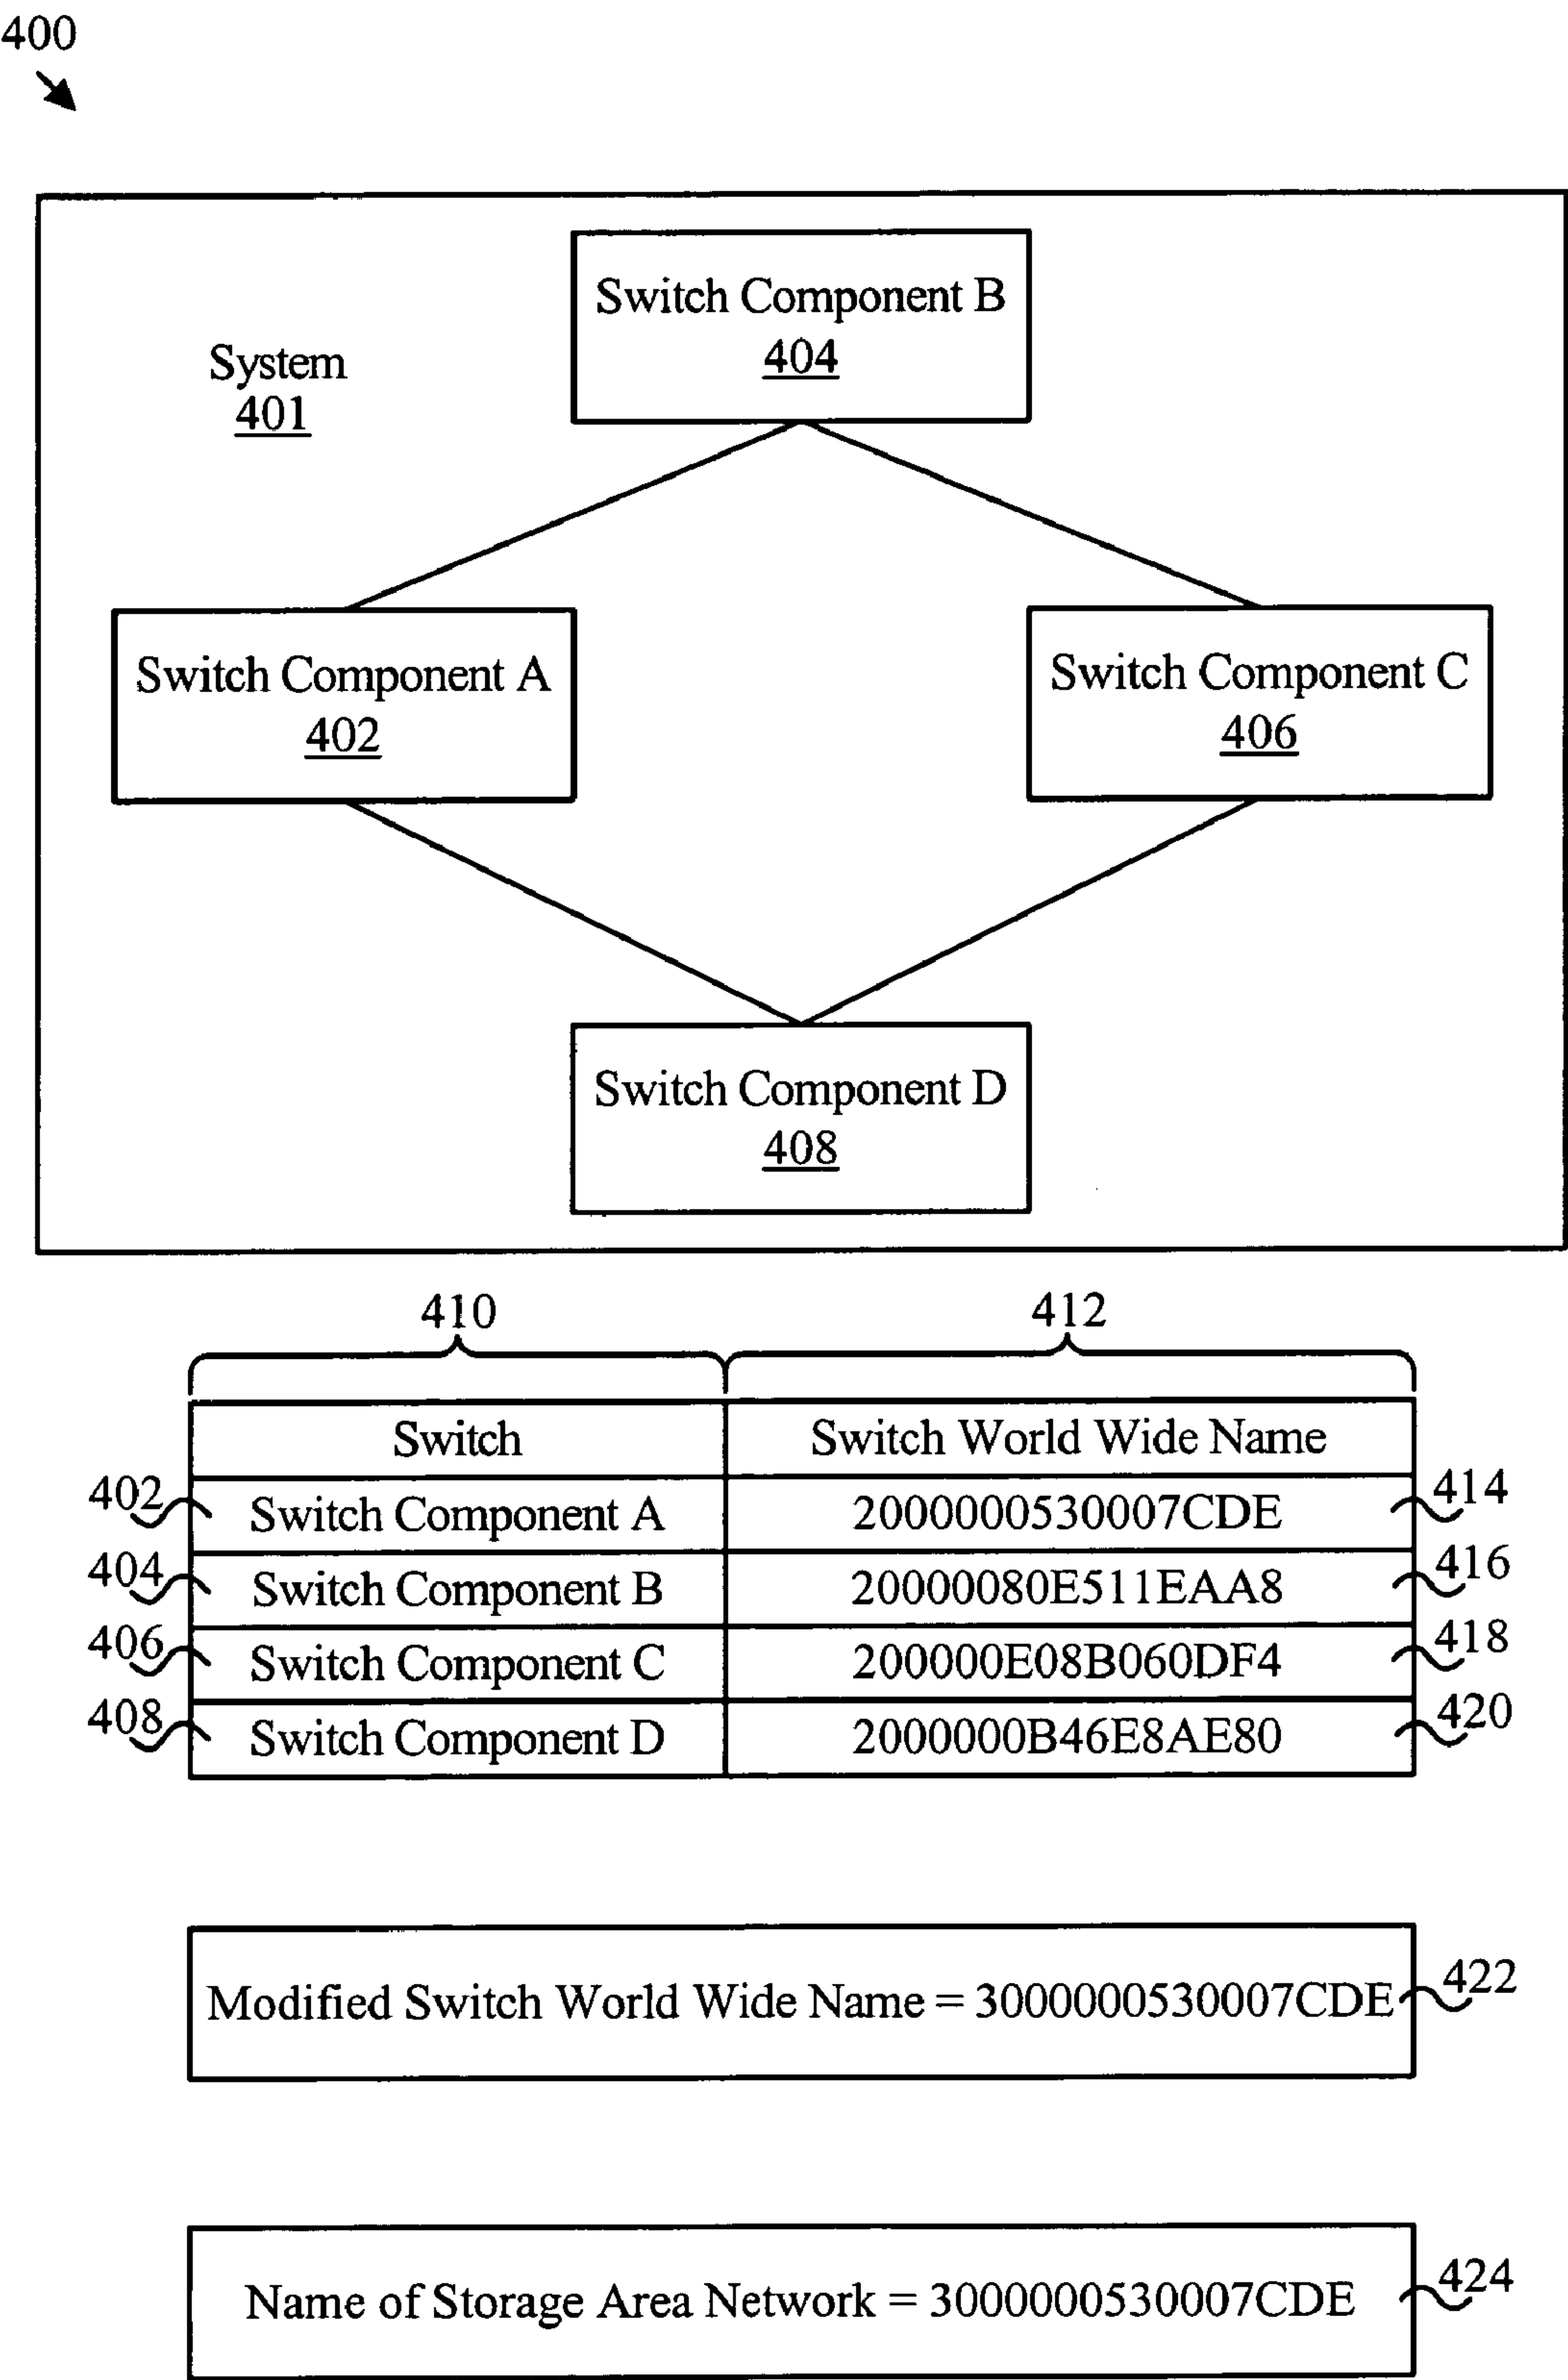 400
Switch Component B
404
System
401
Switch Component A
402
Switch Component C
406
Switch Component D
408
410 412
Switch Switch World Wide Name
402 Switch Component A 2000000530007CDE 414
404 Switch Component B 20000080E511EAA8 416
406 Switch Component C 200000E08B060DF4 418
408 Switch Component D 2000000B46E8AE80 420
Modified Switch World Wide Name = 3000000530007CDE 422
Name of Storage Area Network = 3000000530007CDE 424